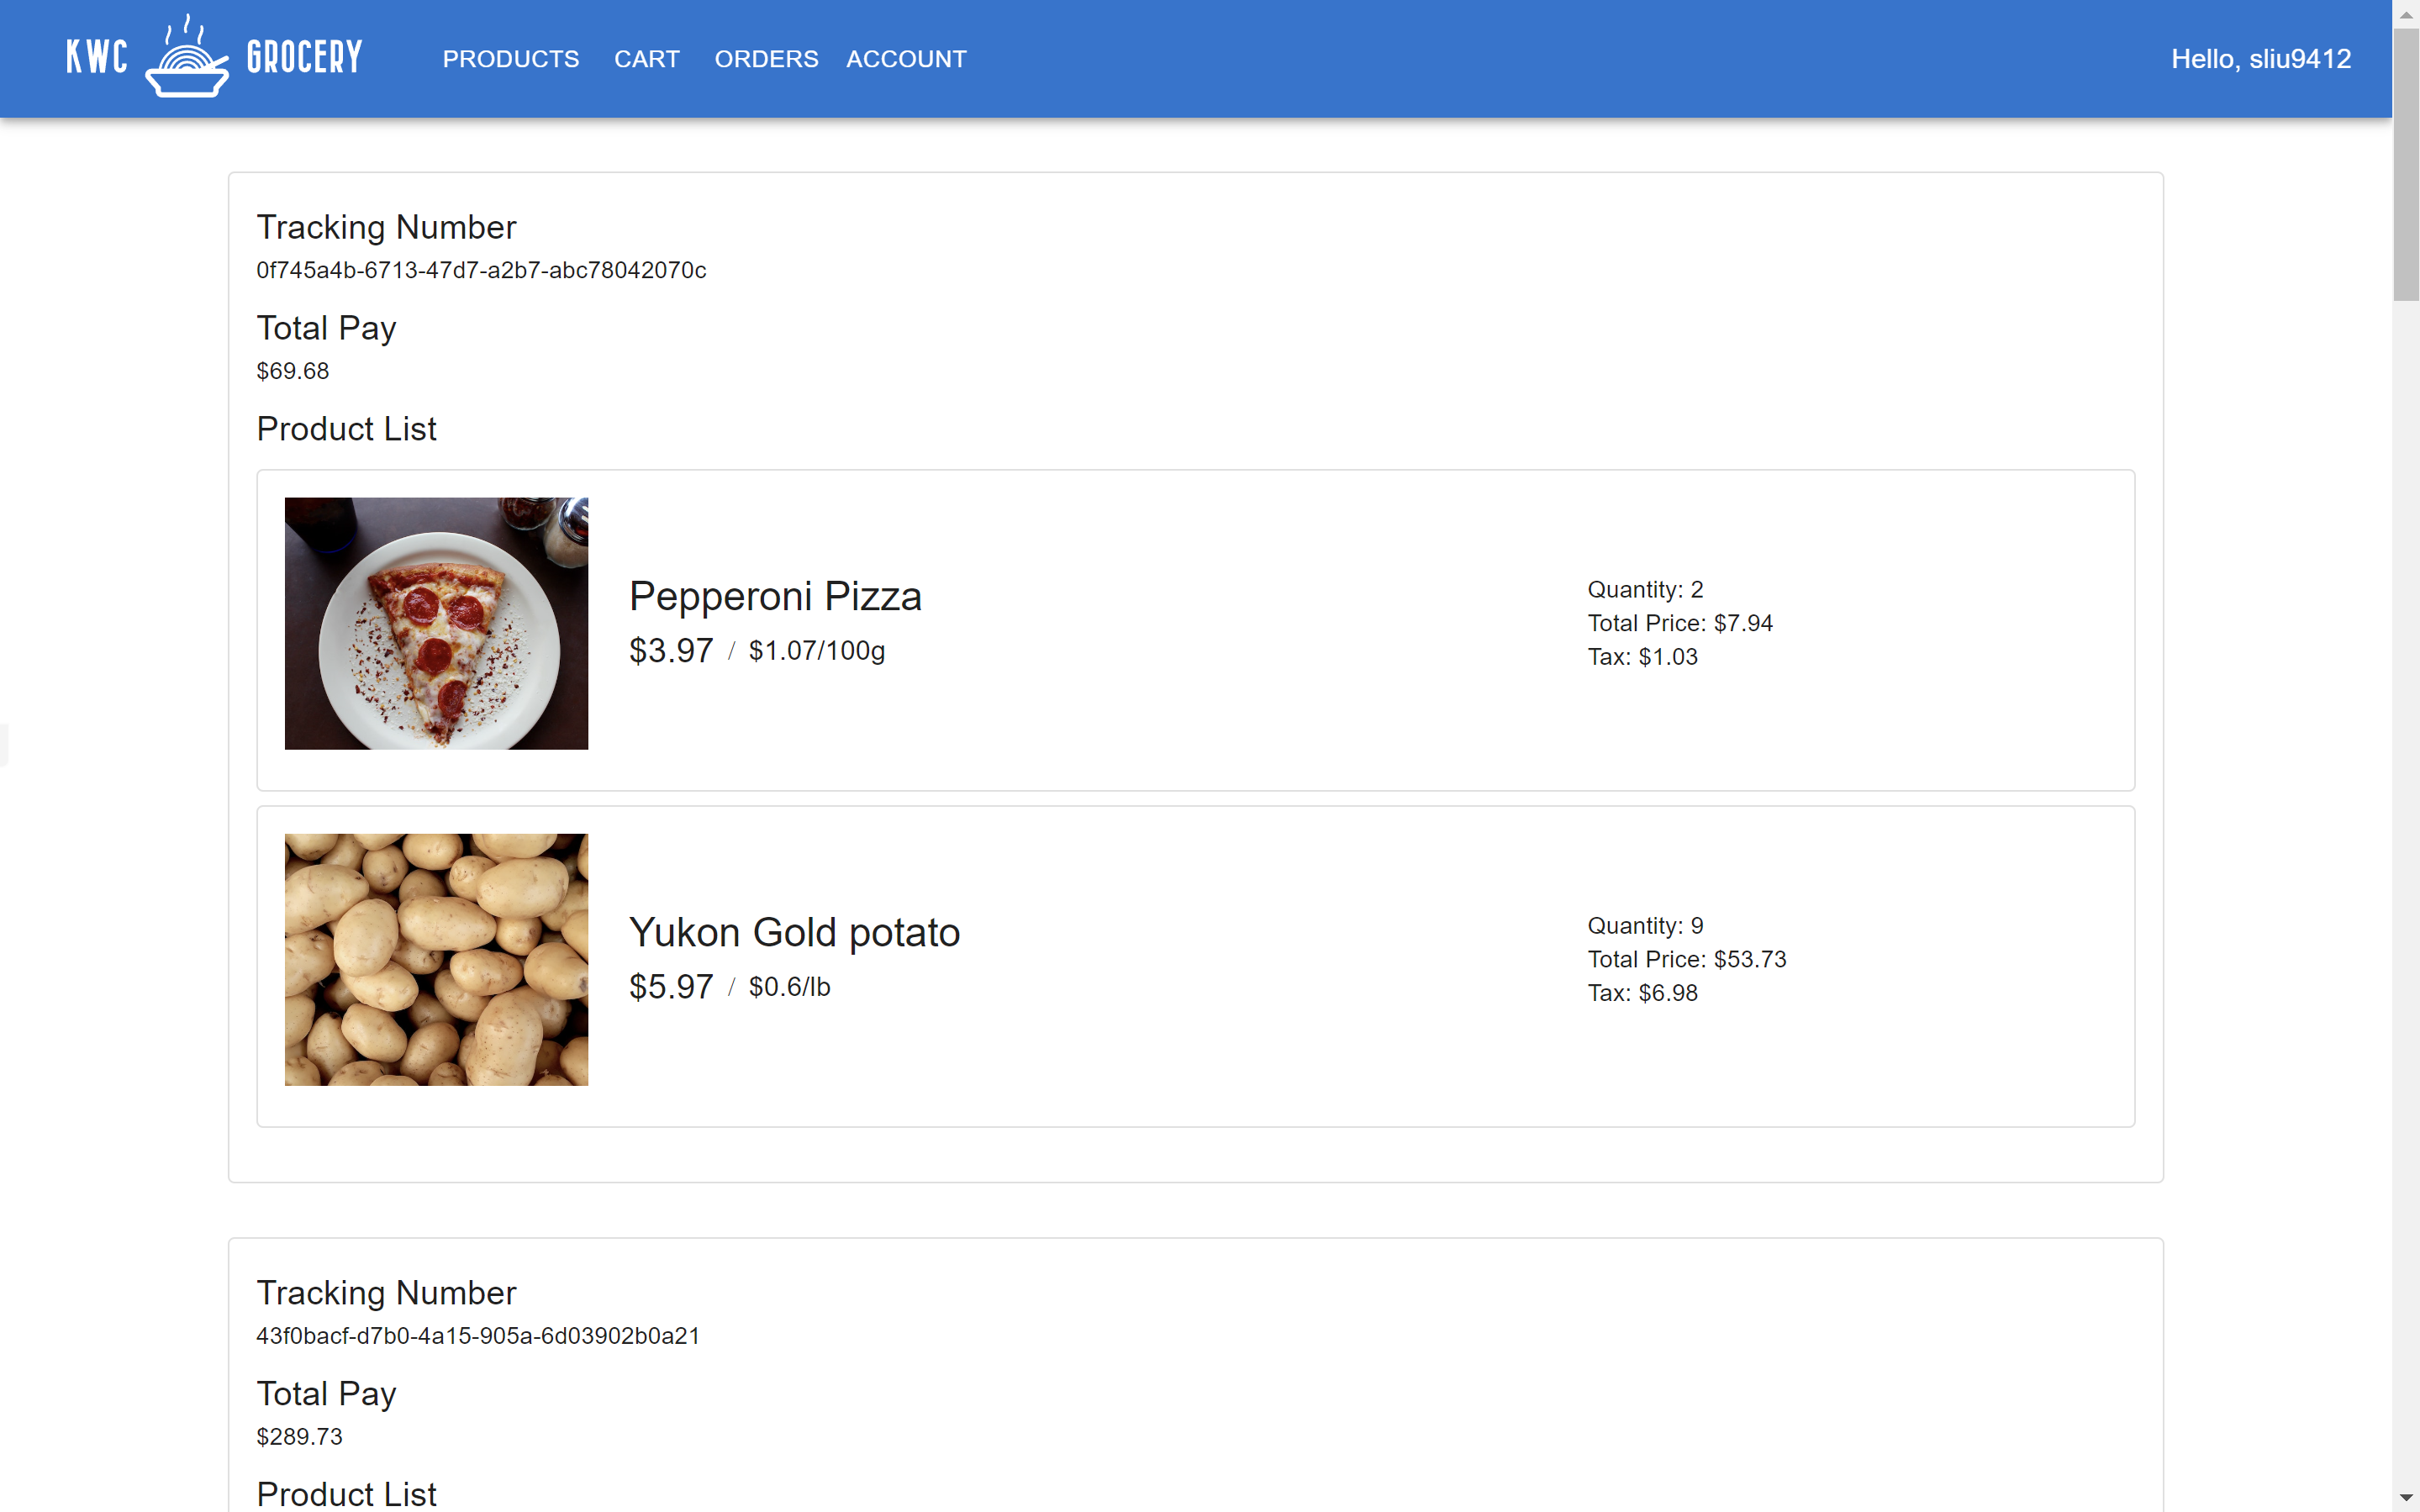 KWC GROCERY
PRODUCTS CART ORDERS ACCOUNT
Hello, sliu9412
Tracking Number
0f745a4b-6713-47d7-a2b7-abc78042070c
Total Pay
$69.68
Product List
Pepperoni Pizza
$3.97 / $1.07/100g
Quantity: 2
Total Price: $7.94
Tax: $1.03
Yukon Gold potato
$5.97 / $0.6/lb
Quantity: 9
Total Price: $53.73
Tax: $6.98
Tracking Number
43f0bacf-d7b0-4a15-905a-6d03902b0a21
Total Pay
$289.73
Product List